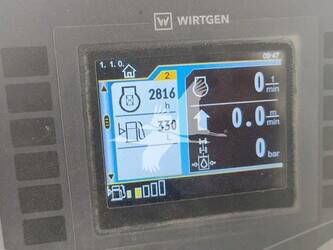 WIRTGEN
1. 1. 0. 09:47
2
2816 h
0 1/min
330
0.0 m/min
0 bar